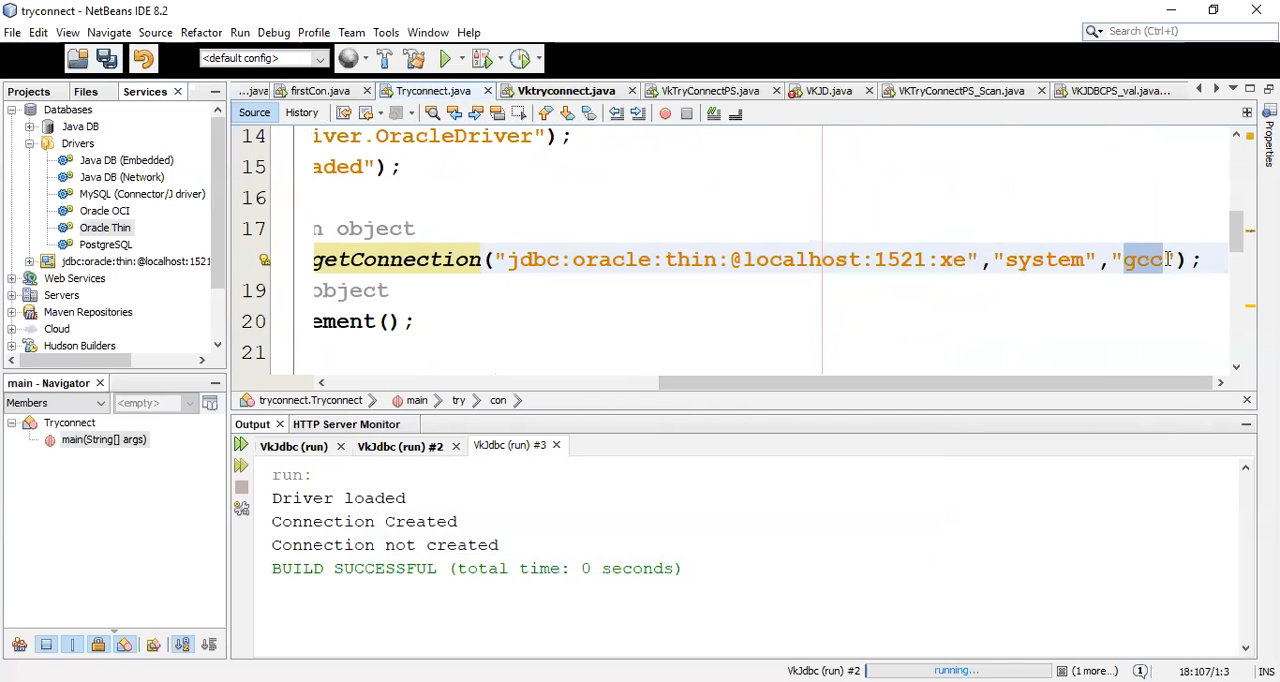 tryconnect - NetBeans IDE 8.2
File Edit View Navigate Source Refactor Run Debug Profile Team Tools Window Help
Search (Ctrl+I)
<default config>
Projects Files Services
...java firstCon.java Tryconnect.java Vktryconnect.java VkTryConnectPS.java VKJD.java VKTryConnectPS_Scan.java VKJDBCPS_val.java...
Source History
Databases
Java DB
Drivers
Java DB (Embedded)
Java DB (Network)
MySQL (Connector/J driver)
Oracle OCI
Oracle Thin
PostgreSQL
jdbc:oracle:thin:@localhost:1521
Web Services
Servers
Maven Repositories
Cloud
Hudson Builders
14 iver.OracleDriver");
15 aded");
16
17 n object
getConnection("jdbc:oracle:thin:@localhost:1521:xe","system","gcc");
19 object
20 ement();
21
main - Navigator
Members <empty>
Tryconnect
main(String[] args)
tryconnect.Tryconnect main try con
Output HTTP Server Monitor
VkJdbc (run) VkJdbc (run) #2 VkJdbc (run) #3
run:
Driver loaded
Connection Created
Connection not created
BUILD SUCCESSFUL (total time: 0 seconds)
Properties
VkJdbc (run) #2 running... (1 more...) 1 18:107/1:3 INS